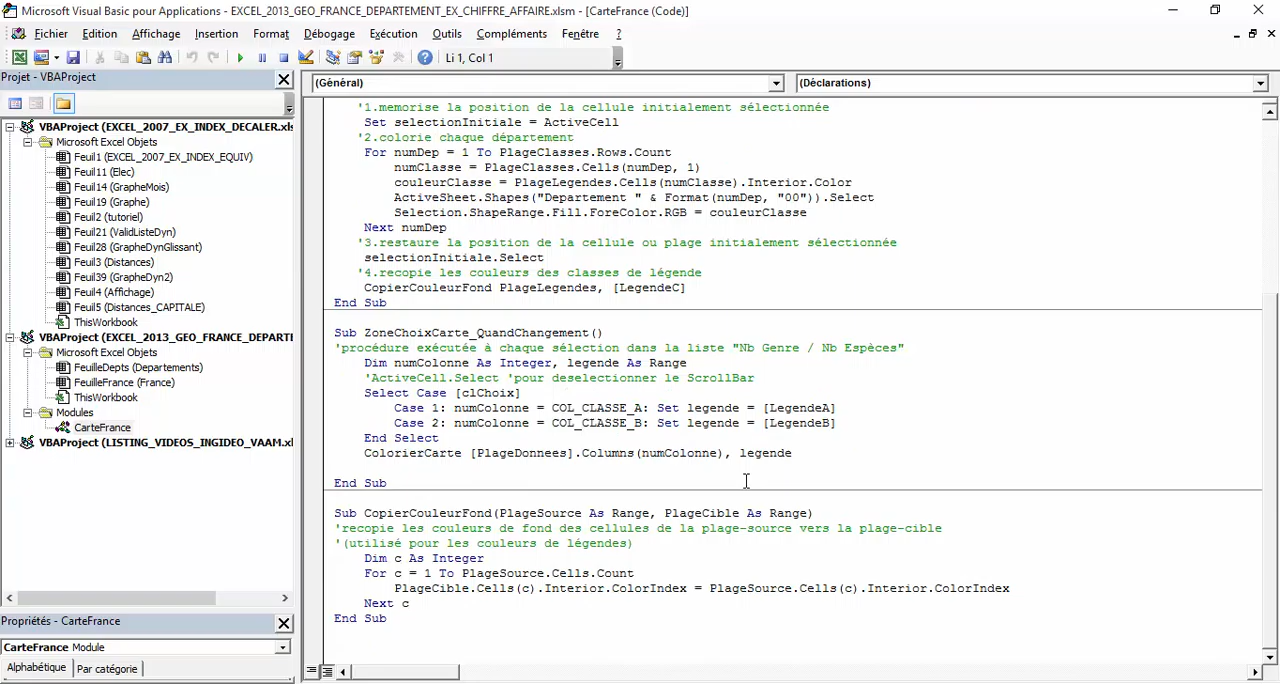 Microsoft Visual Basic pour Applications - EXCEL_2013_GEO_FRANCE_DEPARTEMENT_EX_CHIFFRE_AFFAIRE.xlsm - [CarteFrance (Code)]
Fichier Edition Affichage Insertion Format Débogage Exécution Outils Compléments Fenêtre ?
Li 1, Col 1
Projet - VBAProject
VBAProject (EXCEL_2007_EX_INDEX_DECALER.xls
Microsoft Excel Objets
Feuil1 (EXCEL_2007_EX_INDEX_EQUIV)
Feuil11 (Elec)
Feuil14 (GrapheMois)
Feuil19 (Graphe)
Feuil2 (tutoriel)
Feuil21 (ValidListeDyn)
Feuil28 (GrapheDynGlissant)
Feuil3 (Distances)
Feuil39 (GrapheDyn2)
Feuil4 (Affichage)
Feuil5 (Distances_CAPITALE)
ThisWorkbook
VBAProject (EXCEL_2013_GEO_FRANCE_DEPARTE
Microsoft Excel Objets
FeuilleDepts (Departements)
FeuilleFrance (France)
ThisWorkbook
Modules
CarteFrance
VBAProject (LISTING_VIDEOS_INGIDEO_VAAM.xl
Propriétés - CarteFrance
CarteFrance Module
Alphabétique Par catégorie
(Général) (Déclarations)
'1.memorise la position de la cellule initialement sélectionnée
Set selectionInitiale = ActiveCell
'2.colorie chaque département
For numDep = 1 To PlageClasses.Rows.Count
numClasse = PlageClasses.Cells(numDep, 1)
couleurClasse = PlageLegendes.Cells(numClasse).Interior.Color
ActiveSheet.Shapes("Departement " & Format(numDep, "00")).Select
Selection.ShapeRange.Fill.ForeColor.RGB = couleurClasse
Next numDep
'3.restaure la position de la cellule ou plage initialement sélectionnée
selectionInitiale.Select
'4.recopie les couleurs des classes de légende
CopierCouleurFond PlageLegendes, [LegendeC]
End Sub
Sub ZoneChoixCarte_QuandChangement()
'procédure exécutée à chaque sélection dans la liste "Nb Genre / Nb Espèces"
Dim numColonne As Integer, legende As Range
'ActiveCell.Select 'pour deselectionner le ScrollBar
Select Case [clChoix]
Case 1: numColonne = COL_CLASSE_A: Set legende = [LegendeA]
Case 2: numColonne = COL_CLASSE_B: Set legende = [LegendeB]
End Select
ColorierCarte [PlageDonnees].Columns(numColonne), legende
End Sub
Sub CopierCouleurFond(PlageSource As Range, PlageCible As Range)
'recopie les couleurs de fond des cellules de la plage-source vers la plage-cible
'(utilisé pour les couleurs de légendes)
Dim c As Integer
For c = 1 To PlageSource.Cells.Count
PlageCible.Cells(c).Interior.ColorIndex = PlageSource.Cells(c).Interior.ColorIndex
Next c
End Sub